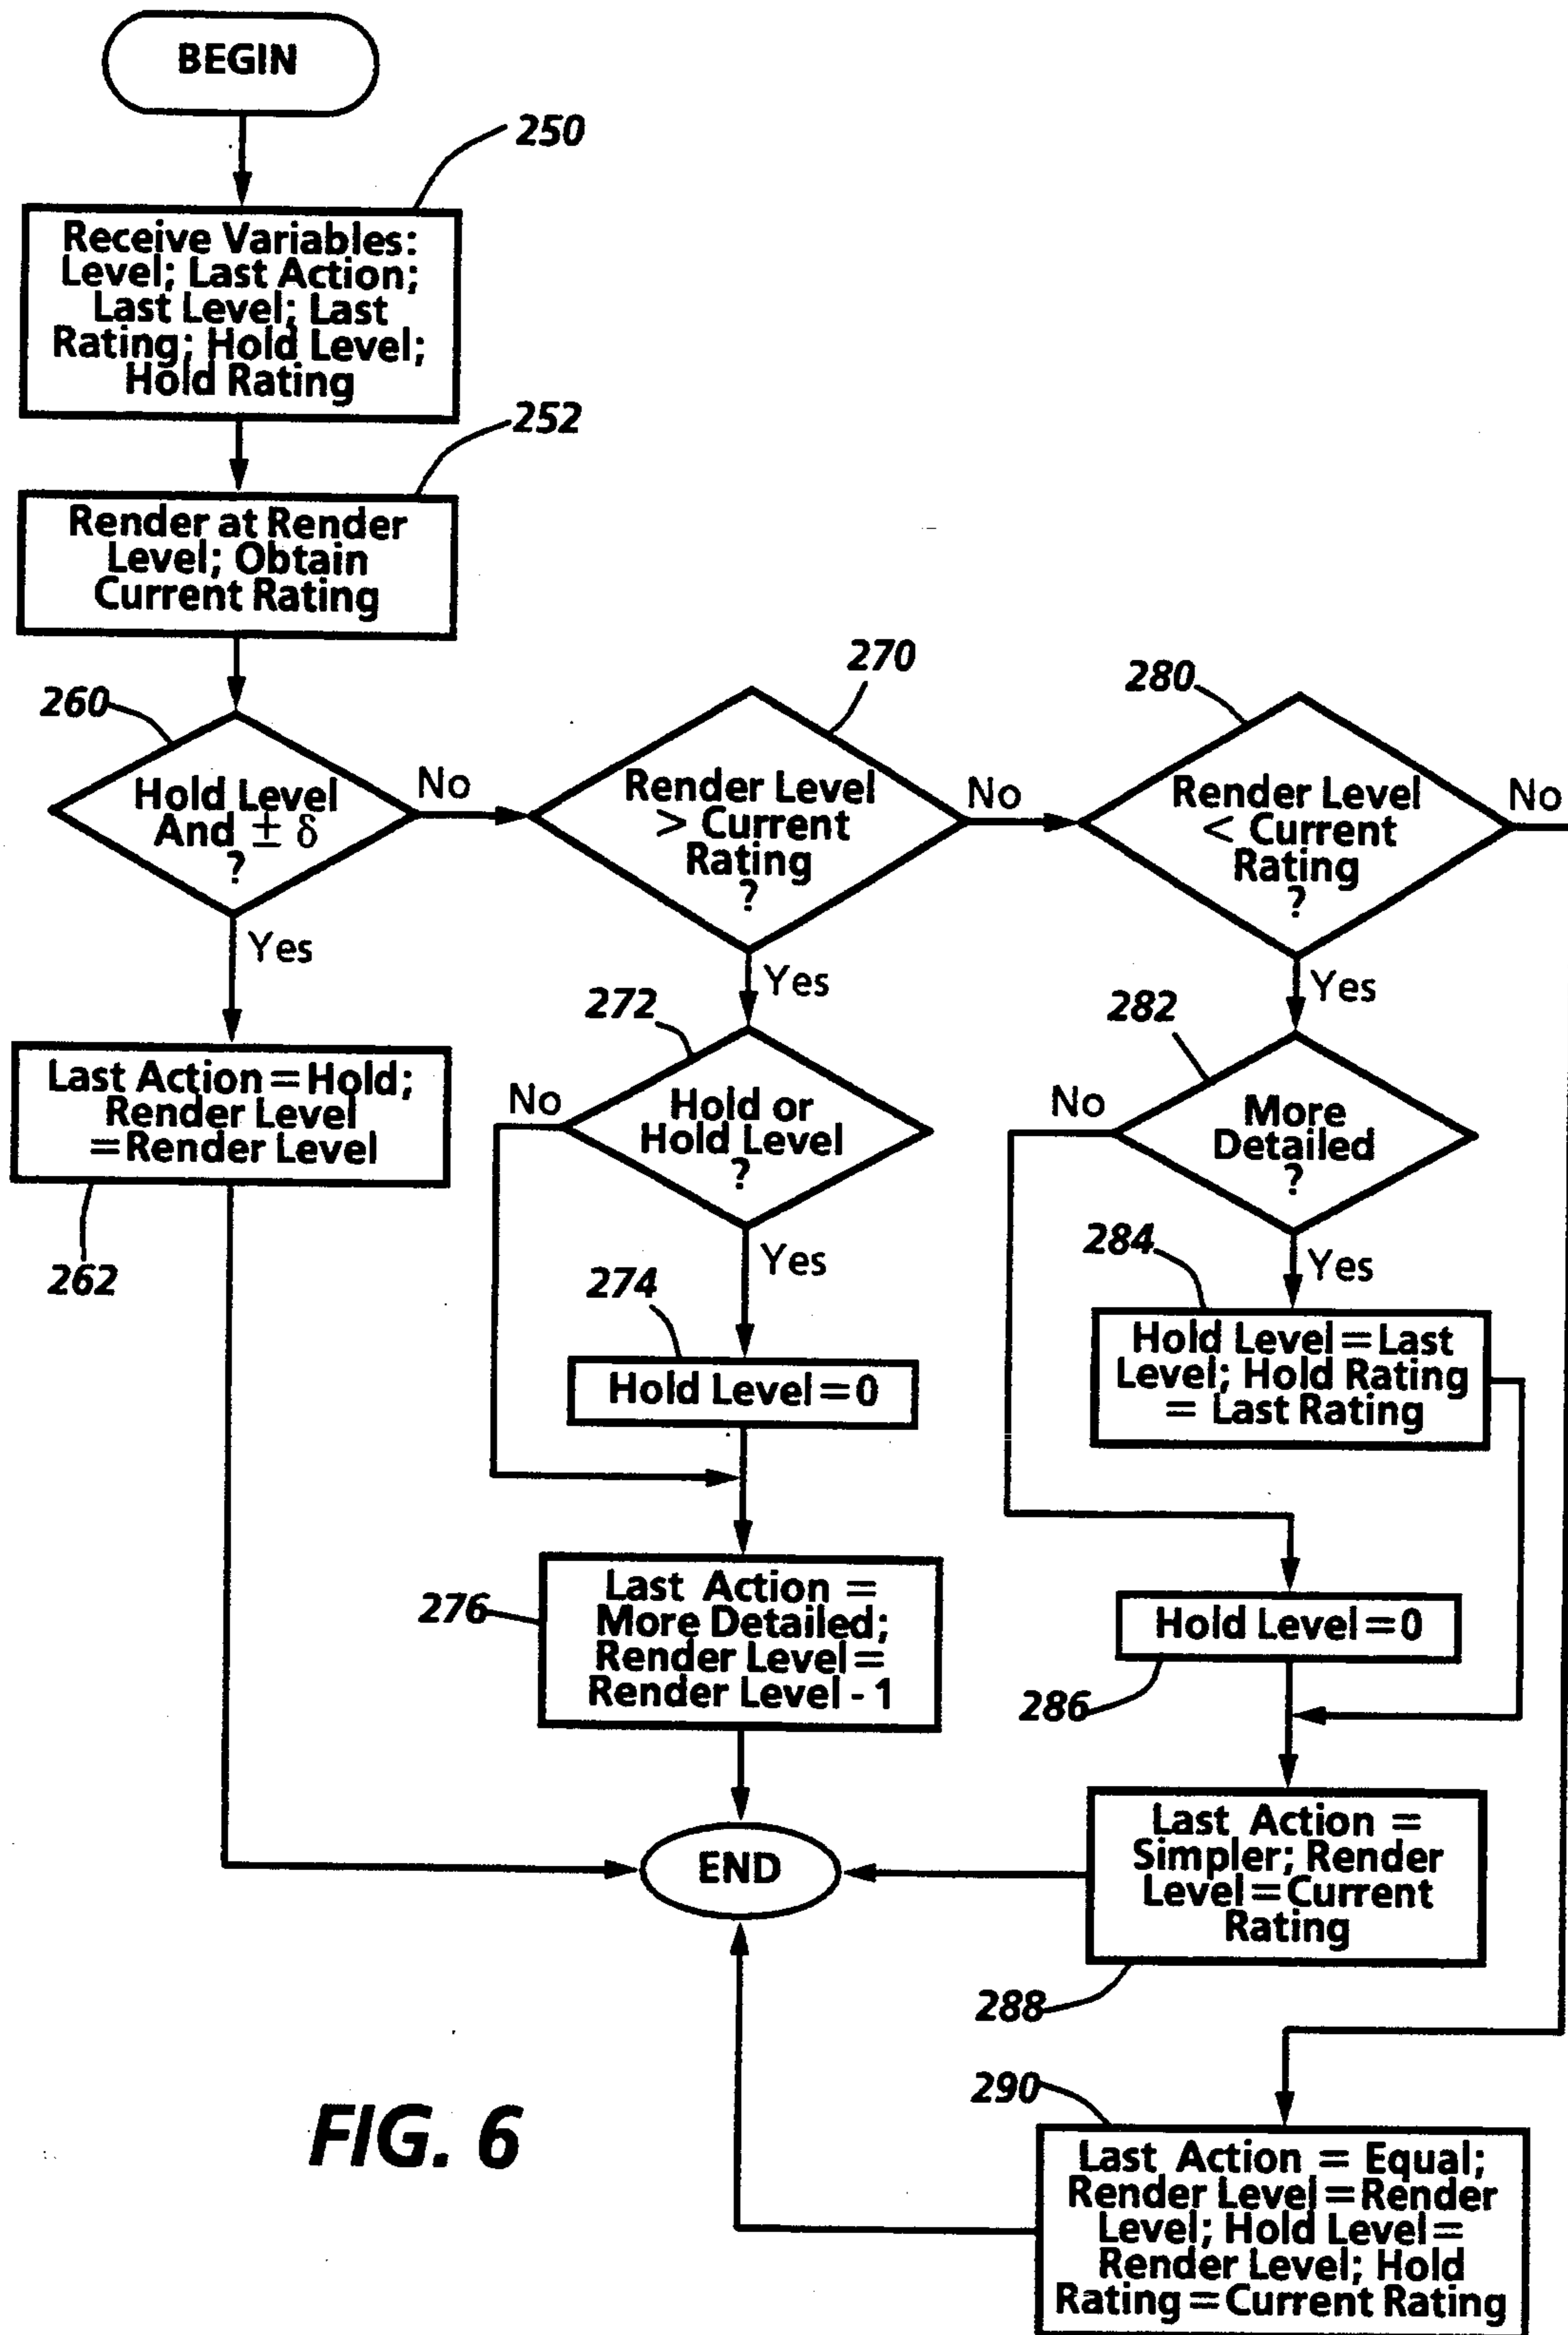 BEGIN
250
Receive Variables:
Level; Last Action;
Last Level; Last
Rating; Hold Level;
Hold Rating
252
Render at Render
Level; Obtain
Current Rating
260
Hold Level
And ± δ
?
No
Yes
270
Render Level
> Current
Rating
?
No
Yes
280
Render Level
< Current
Rating
?
No
Yes
Last Action = Hold;
Render Level
= Render Level
262
272
Hold or
Hold Level
?
No
Yes
274
Hold Level = 0
276
Last Action =
More Detailed;
Render Level =
Render Level - 1
282
More
Detailed
?
No
Yes
284
Hold Level = Last
Level; Hold Rating
= Last Rating
Hold Level = 0
286
Last Action =
Simpler; Render
Level = Current
Rating
288
END
290
Last Action = Equal;
Render Level = Render
Level; Hold Level =
Render Level; Hold
Rating = Current Rating
FIG. 6